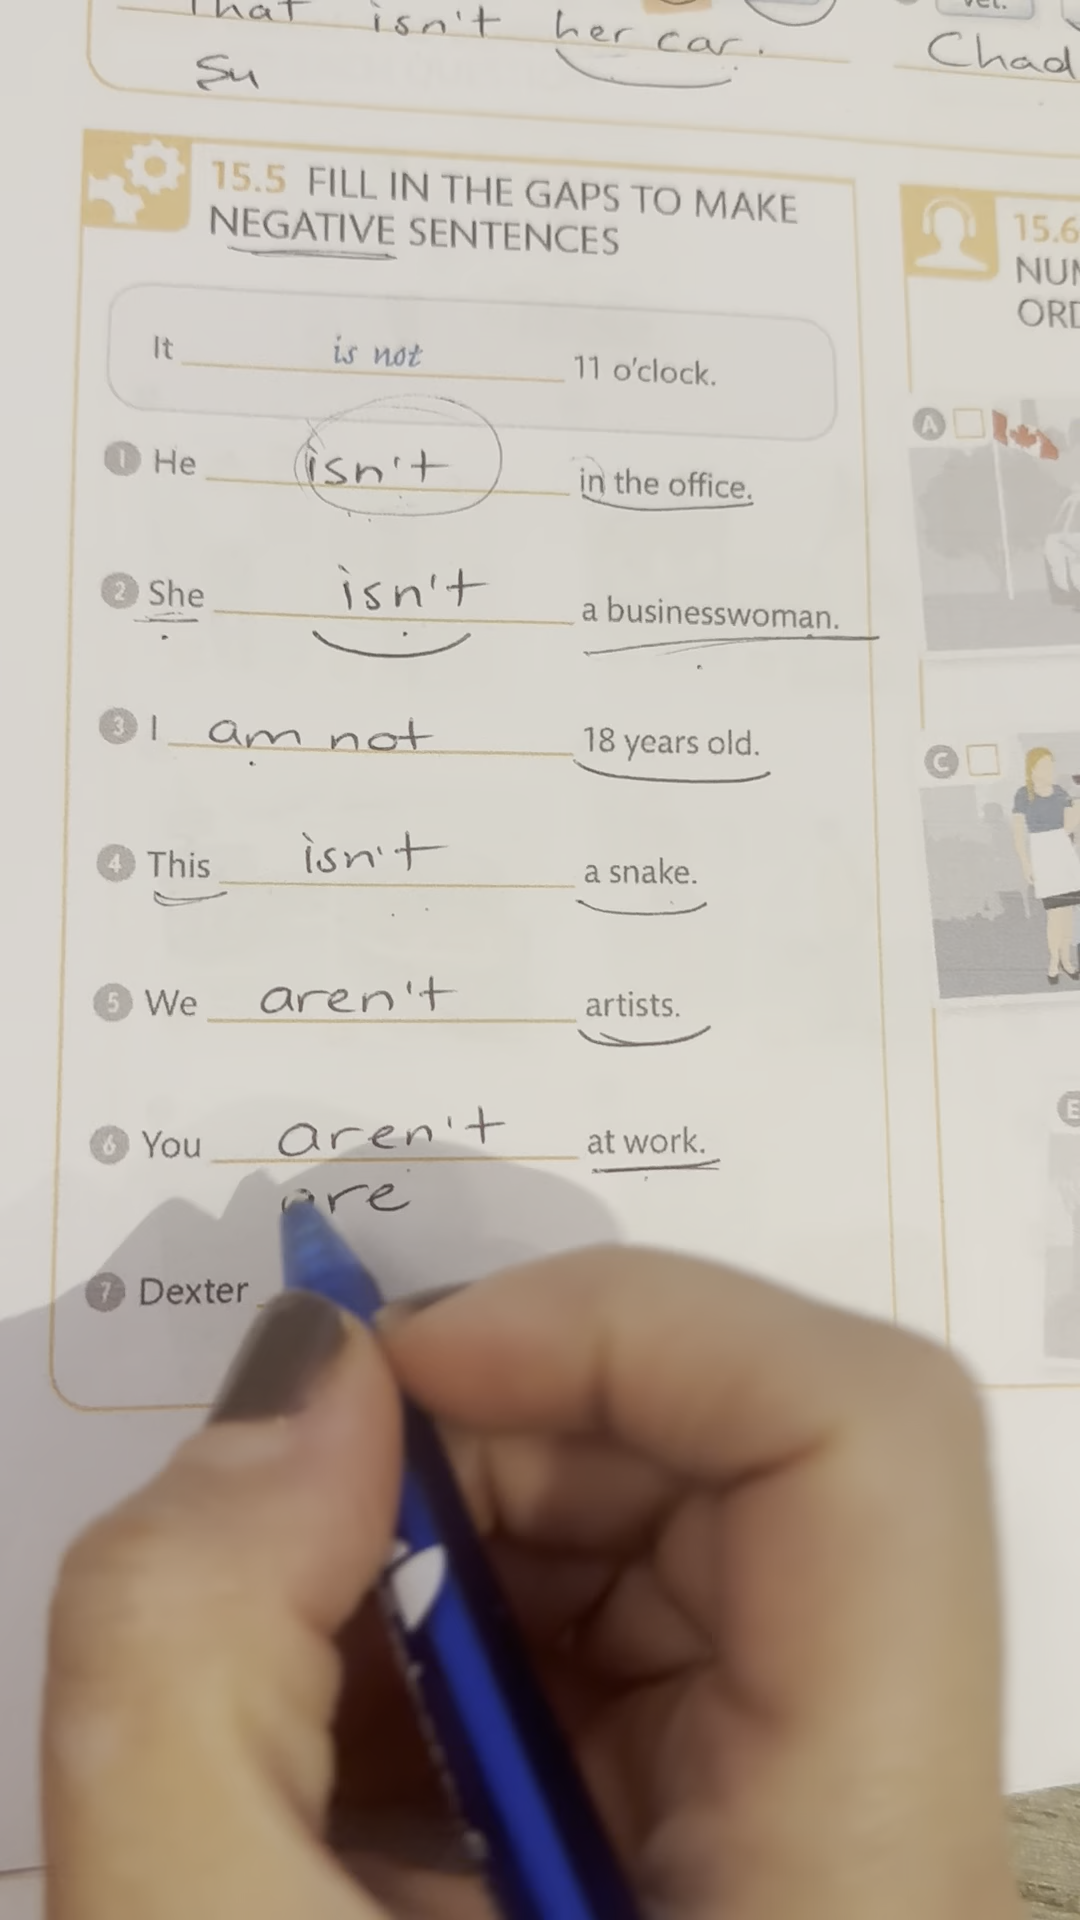 That isn't her car.
Su
Chad
15.5 FILL IN THE GAPS TO MAKE
NEGATIVE SENTENCES
It is not 11 o'clock.
1 He isn't in the office.
2 She isn't a businesswoman.
3 I am not 18 years old.
4 This isn't a snake.
5 We aren't artists.
6 You aren't at work.
are
7 Dexter
15.6
A
C
E